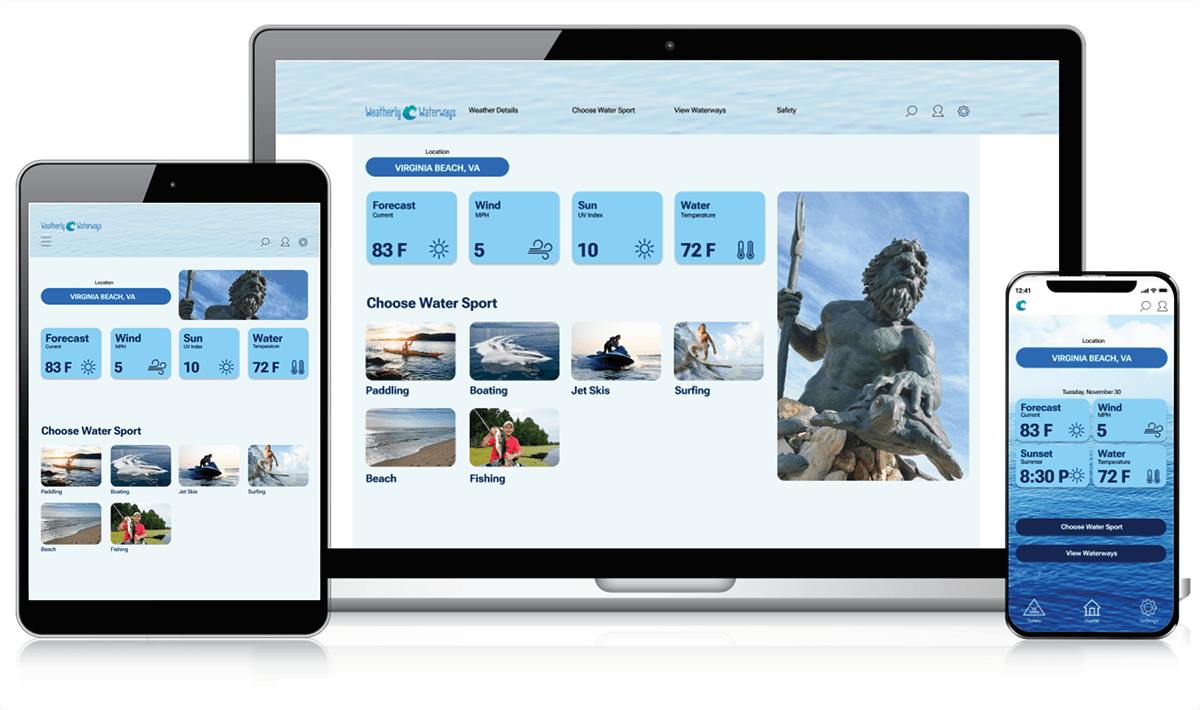 Weatherly Waterways
Weather Details
Choose Water Sport
View Waterways
Safety
Location
VIRGINIA BEACH, VA
Forecast
Current
83 F
Wind
MPH
5
Sun
UV Index
10
Water
Temperature
72 F
Choose Water Sport
Paddling
Boating
Jet Skis
Surfing
Beach
Fishing
Weatherly Waterways
Location
VIRGINIA BEACH, VA
Forecast
Current
83 F
Wind
MPH
5
Sun
UV Index
10
Water
Temperature
72 F
Choose Water Sport
Paddling
Boating
Jet Skis
Surfing
Beach
Fishing
12:41
Location
VIRGINIA BEACH, VA
Tuesday, November 30
Forecast
Current
83 F
Wind
MPH
5
Sunset
Summer
8:30 P
Water
Temperature
72 F
Choose Water Sport
View Waterways
Safety
Home
Settings